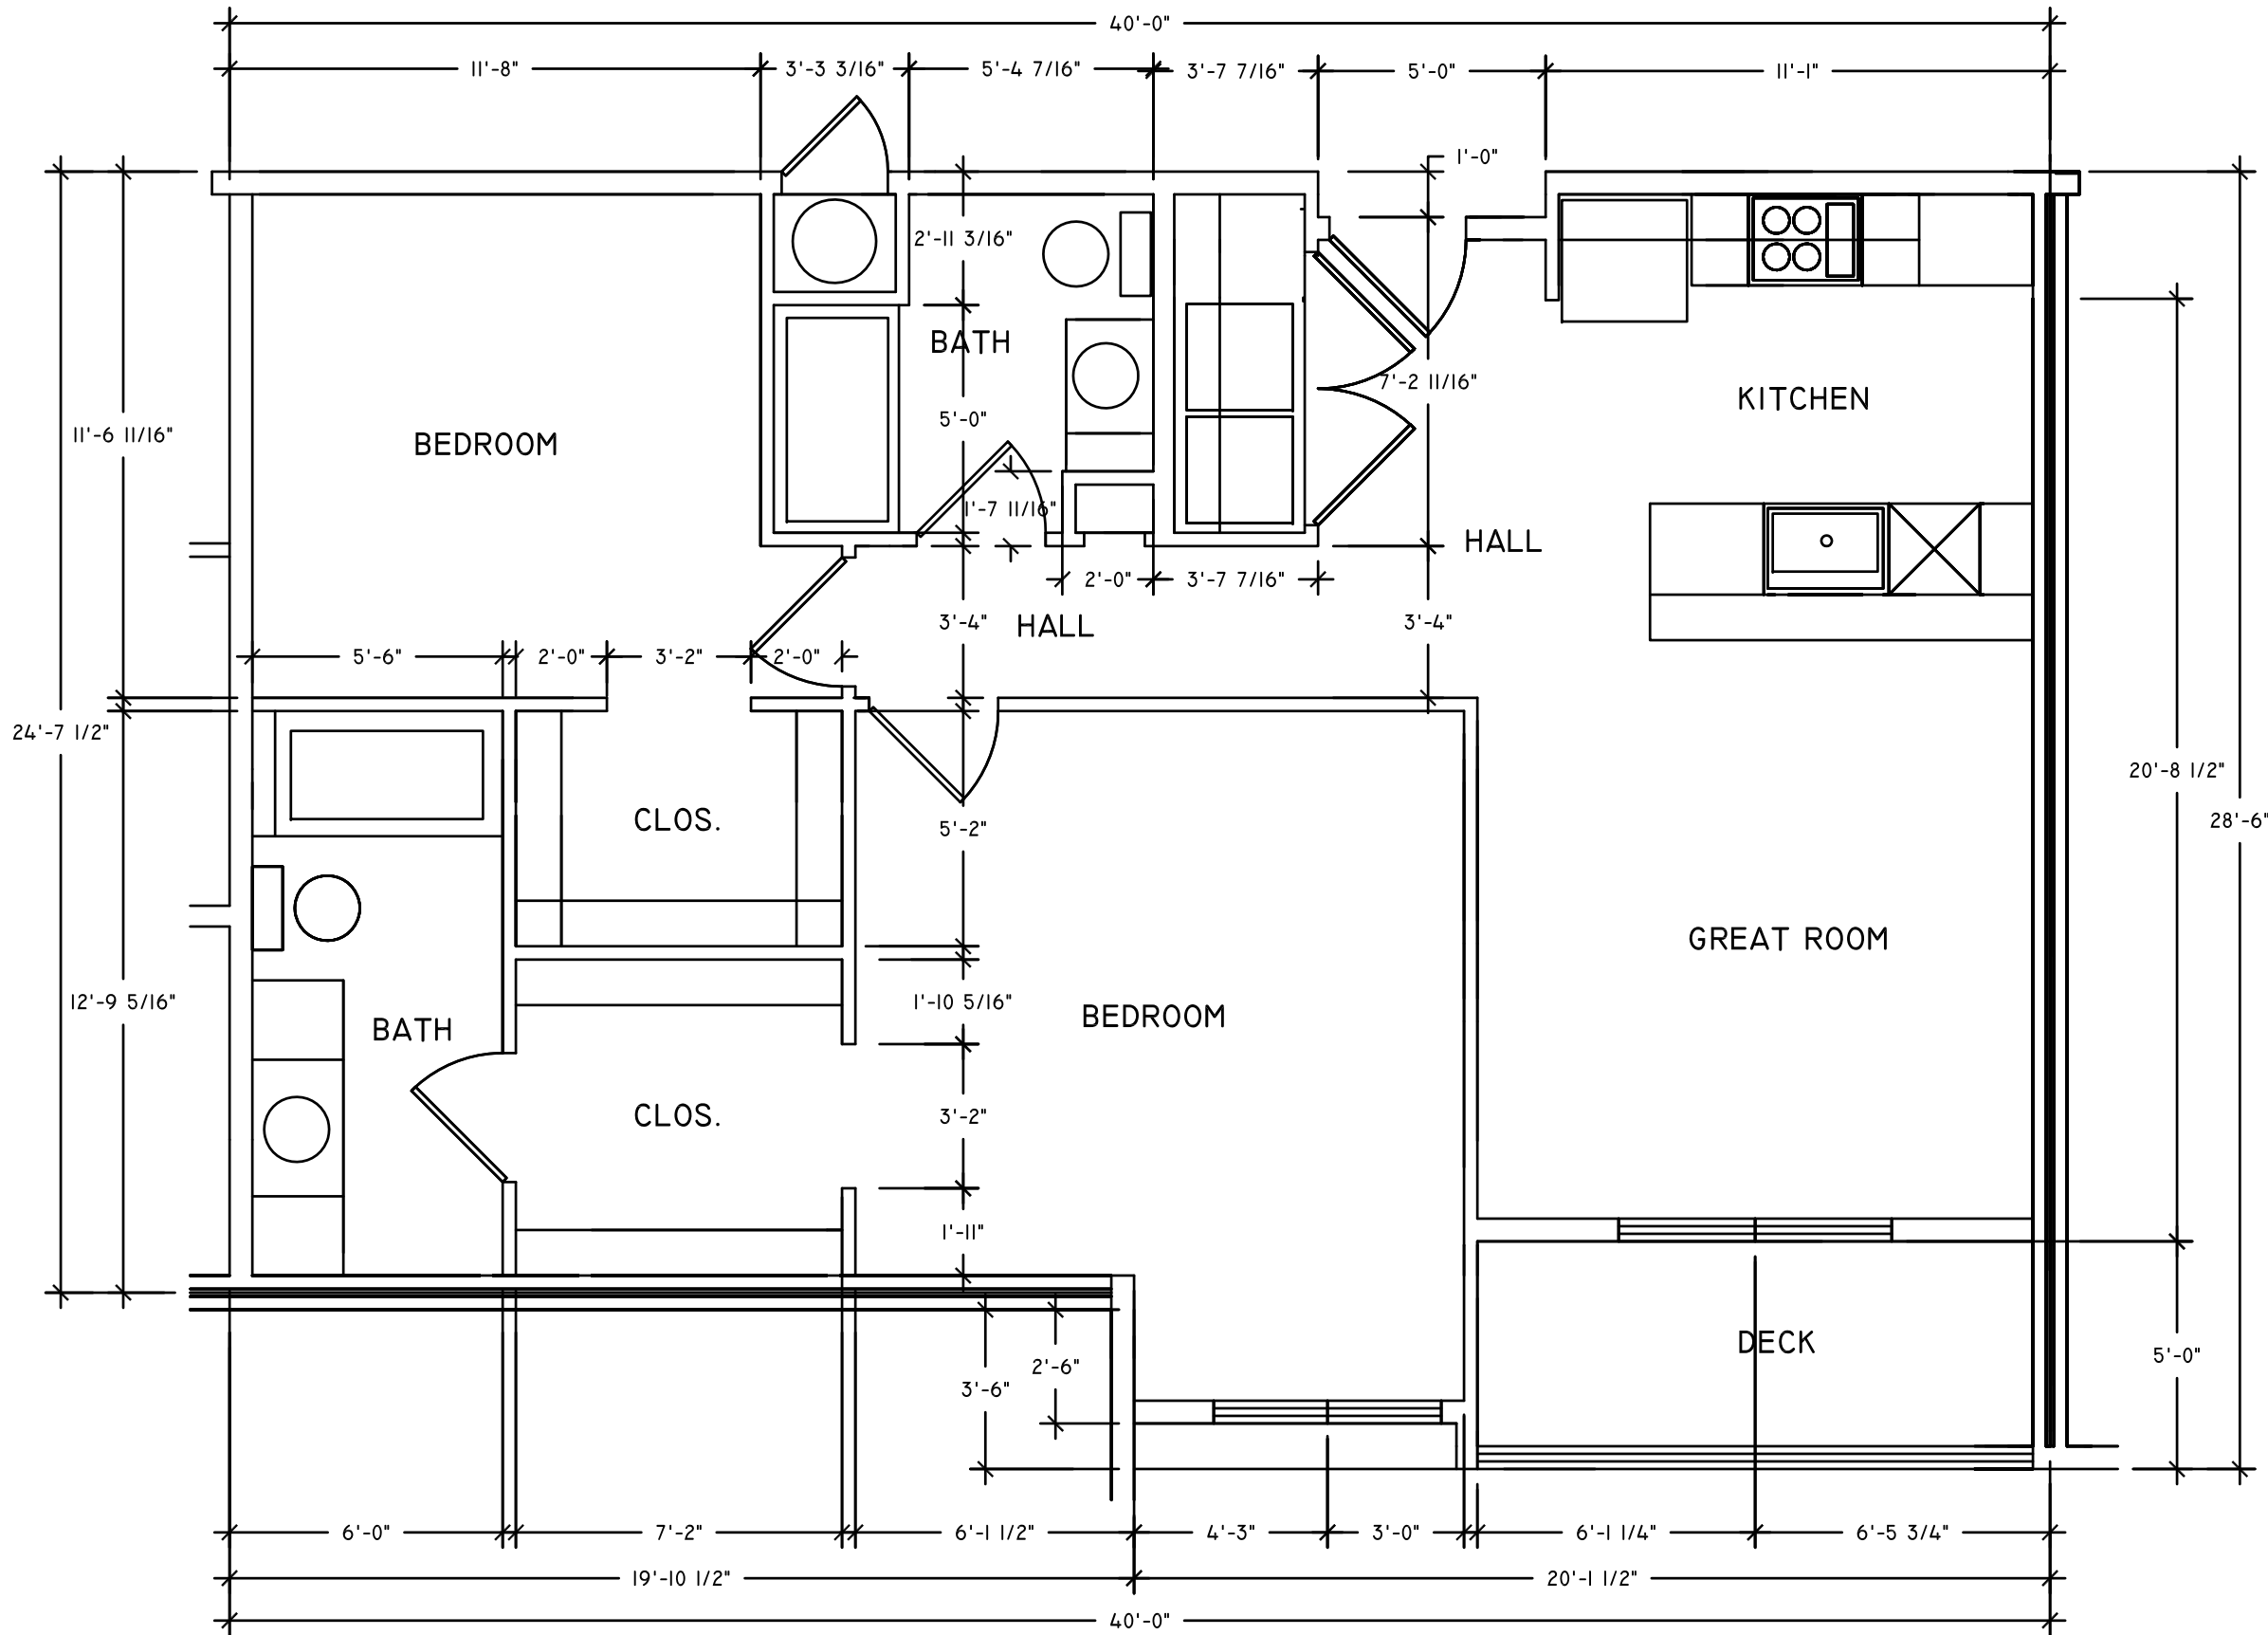 40'-0"
11'-8" 3'-3 3/16" 5'-4 7/16" 3'-7 7/16" 5'-0" 11'-1"
1'-0"
2'-11 3/16"
BATH
7'-2 11/16"
KITCHEN
5'-0"
11'-6 11/16"
BEDROOM
1'-7 11/16"
HALL
2'-0" 3'-7 7/16"
3'-4" HALL 3'-4"
5'-6" 2'-0" 3'-2" 2'-0"
24'-7 1/2"
20'-8 1/2"
CLOS. 5'-2" 28'-6"
GREAT ROOM
12'-9 5/16" 1'-10 5/16"
BATH BEDROOM
CLOS. 3'-2"
1'-11"
DECK
2'-6" 5'-0"
3'-6"
6'-0" 7'-2" 6'-1 1/2" 4'-3" 3'-0" 6'-1 1/4" 6'-5 3/4"
19'-10 1/2" 20'-1 1/2"
40'-0"